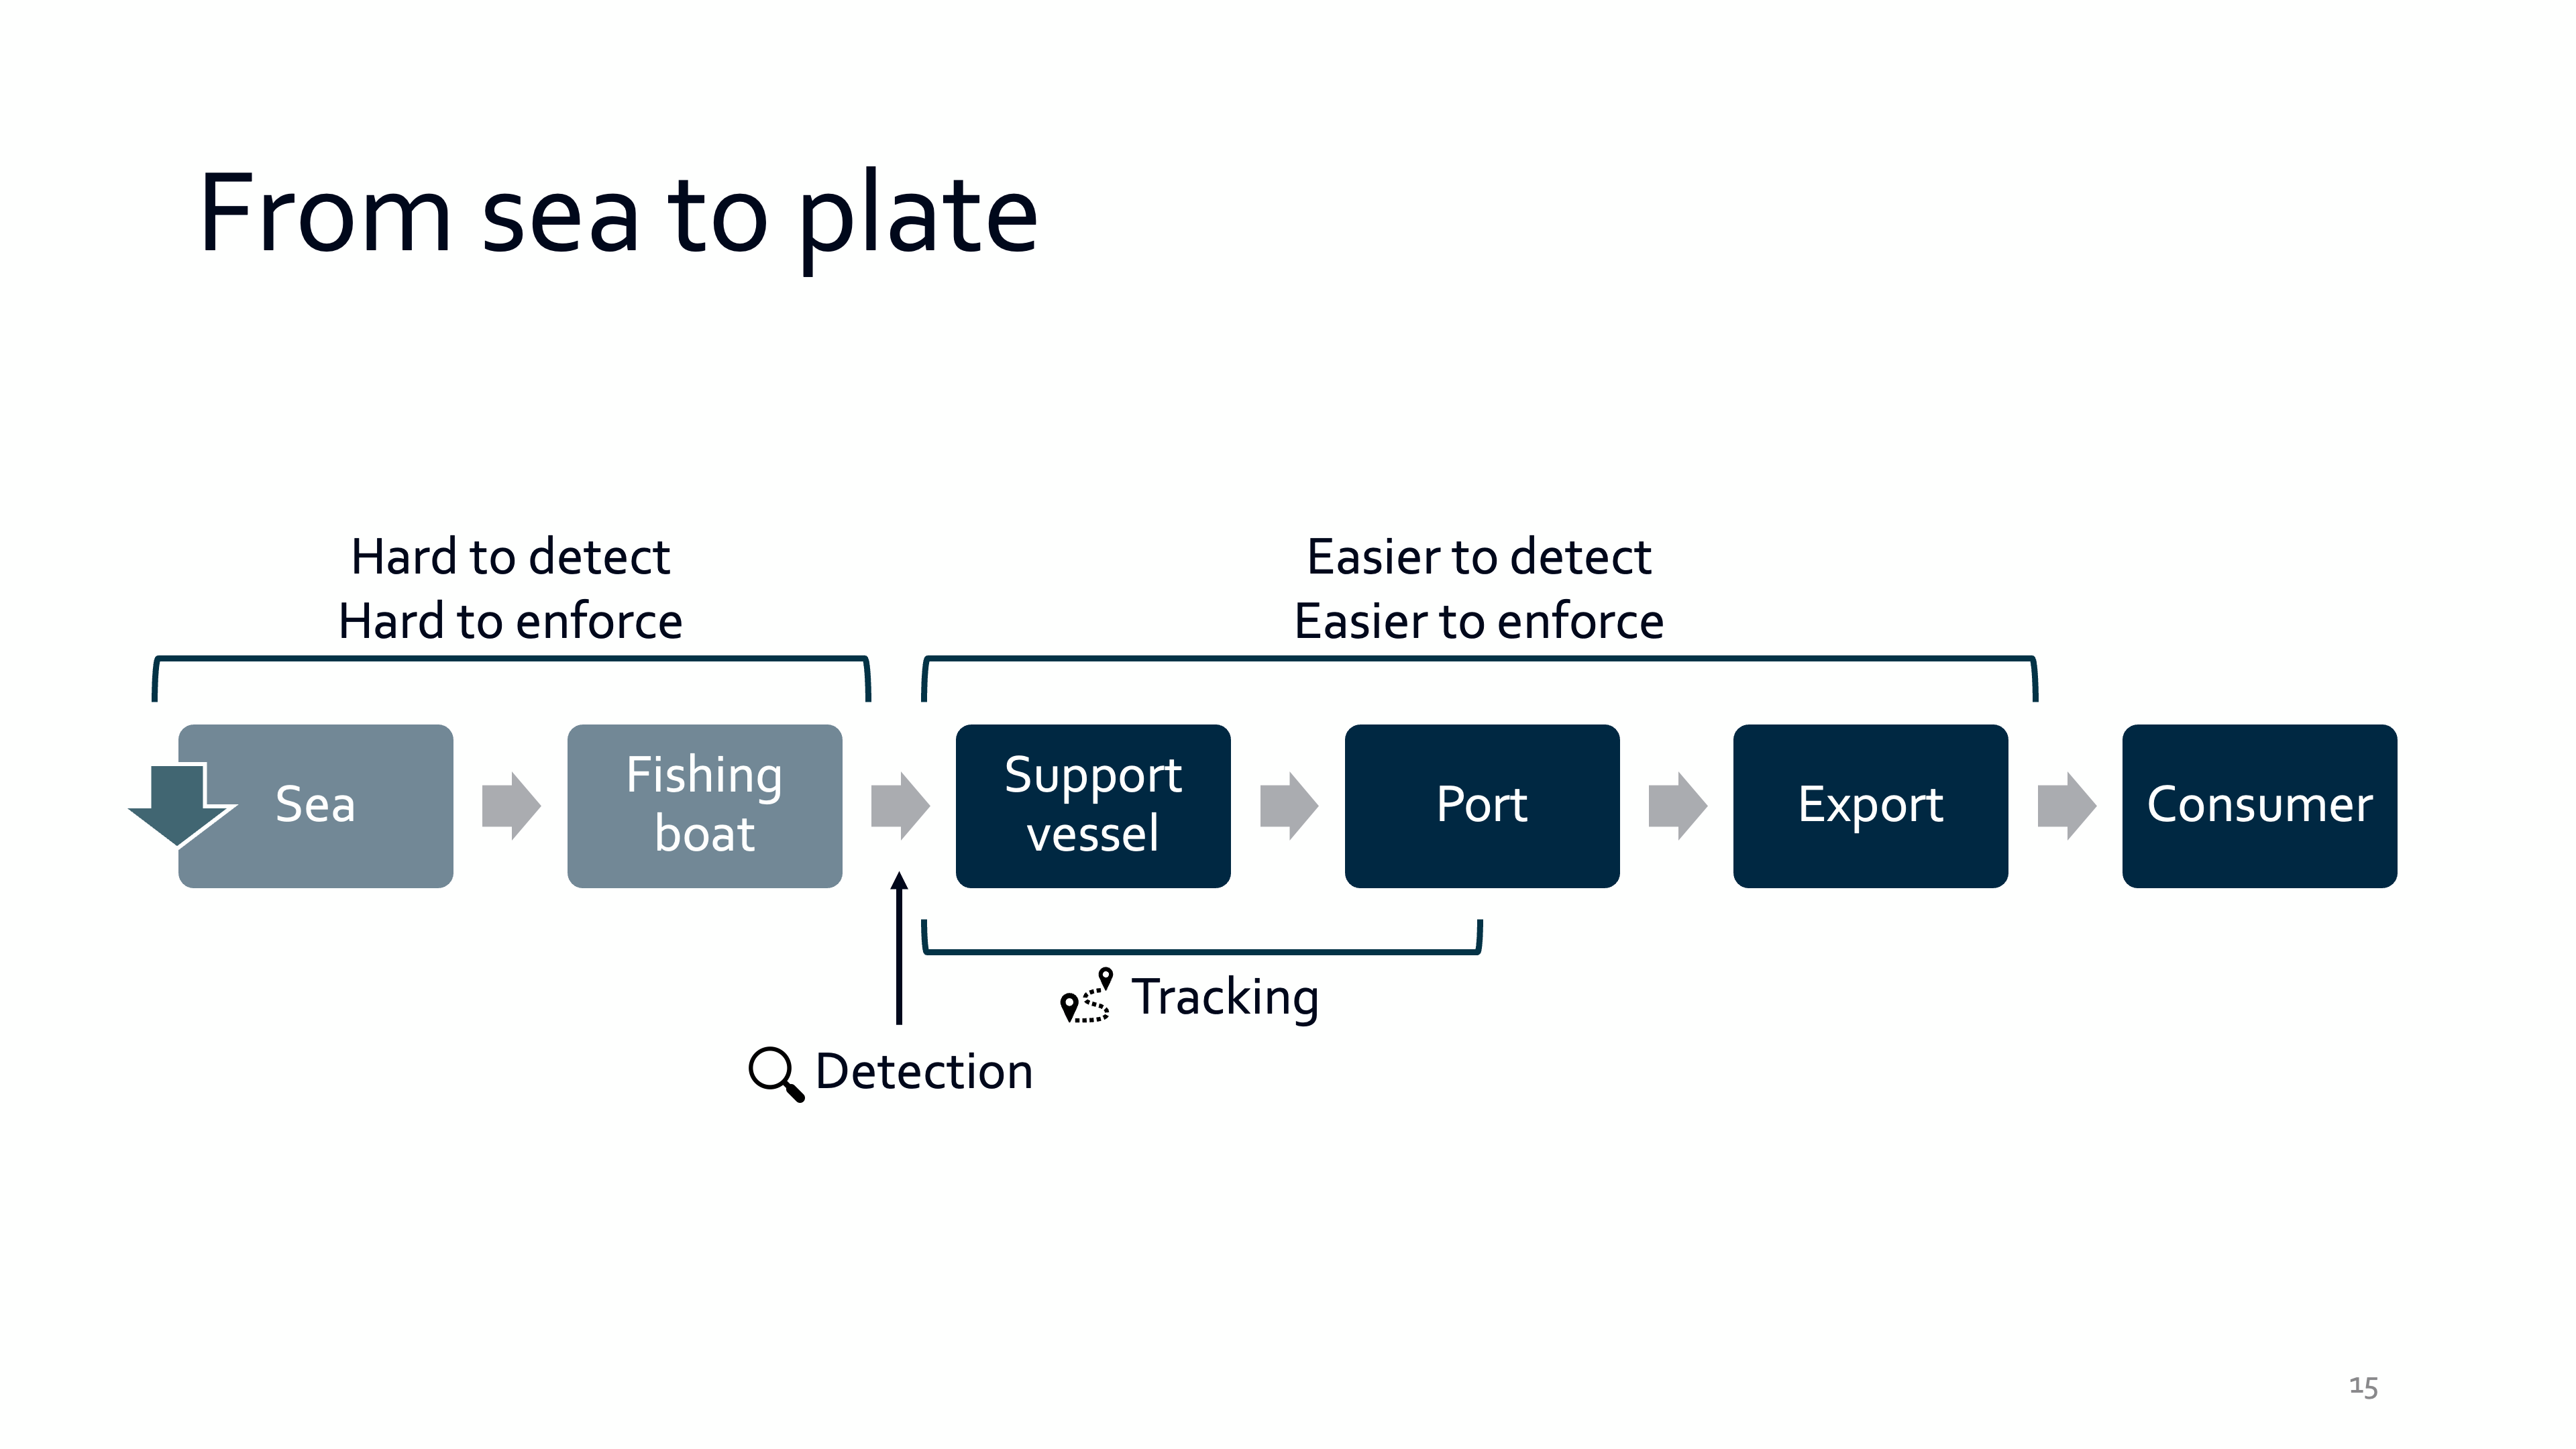 From sea to plate
Hard to detect
Hard to enforce
Easier to detect
Easier to enforce
Sea
Fishing
boat
Support
vessel
Port
Export
Consumer
Tracking
Detection
15